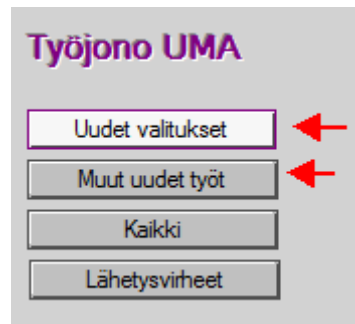 Työjono UMA
Uudet valitukset
Muut uudet työt
Kaikki
Lähetysvirheet